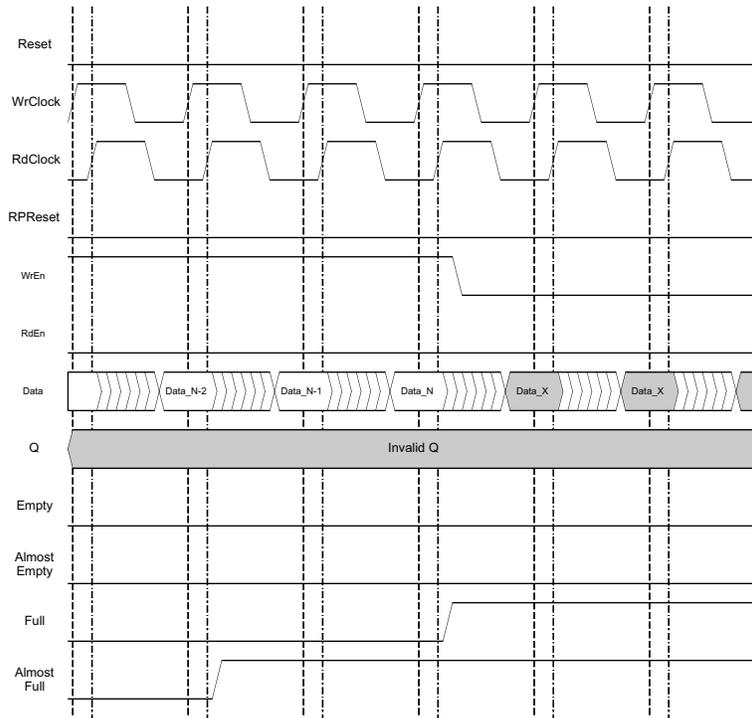 Reset
WrClock
RdClock
RPReset
WrEn
RdEn
Data Data_N-2 Data_N-1 Data_N Data_X Data_X
Q Invalid Q
Empty
Almost
Empty
Full
Almost
Full